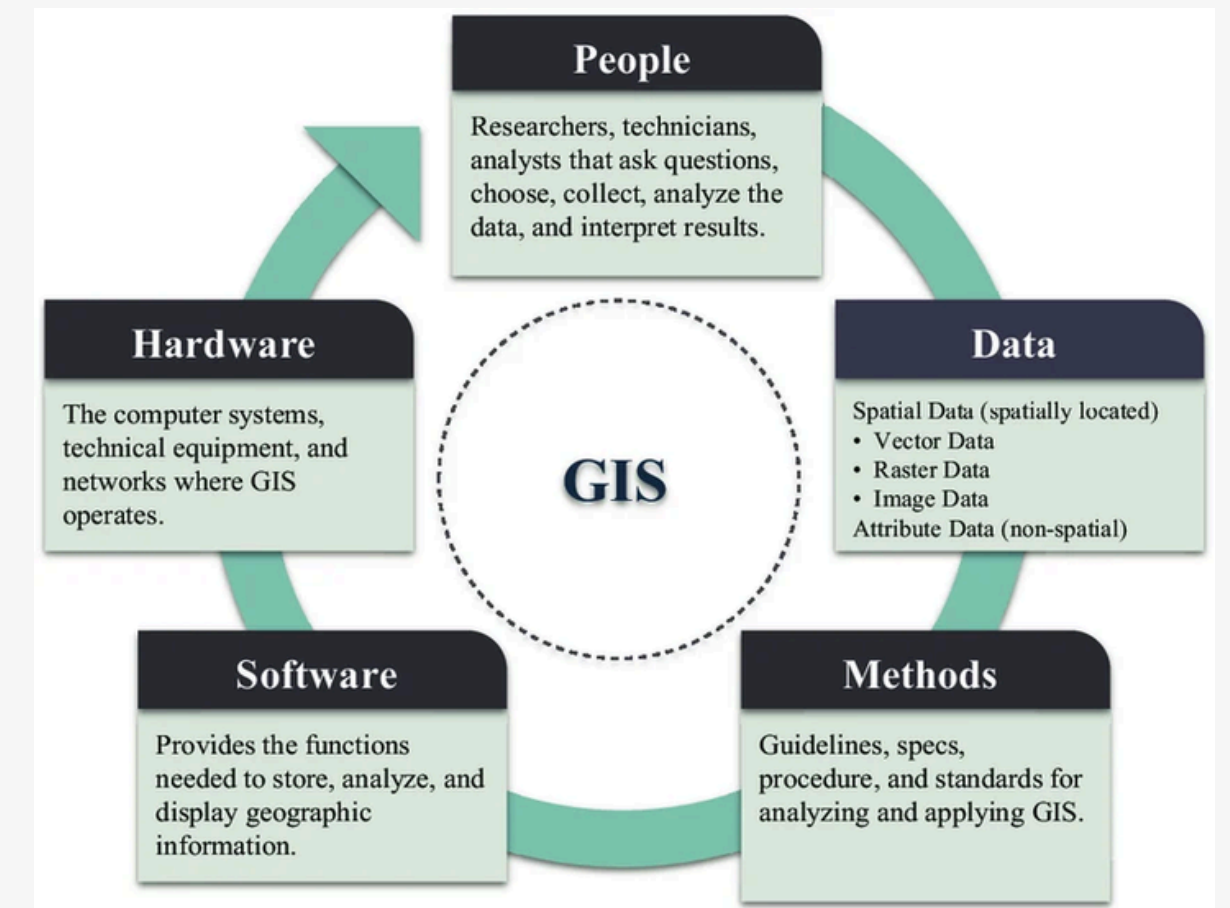 People
Researchers, technicians,
analysts that ask questions,
choose, collect, analyze the
data, and interpret results.
Hardware
The computer systems,
technical equipment, and
networks where GIS
operates.
GIS
Data
Spatial Data (spatially located)
• Vector Data
• Raster Data
• Image Data
Attribute Data (non-spatial)
Software
Provides the functions
needed to store, analyze, and
display geographic
information.
Methods
Guidelines, specs,
procedure, and standards for
analyzing and applying GIS.